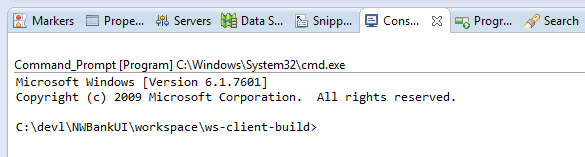 Markers Prope... Servers Data S... Snipp... Cons... Progr... Search
Command_Prompt [Program] C:\Windows\System32\cmd.exe
Microsoft Windows [Version 6.1.7601]
Copyright (c) 2009 Microsoft Corporation.  All rights reserved.
C:\devl\NWBankUI\workspace\ws-client-build>